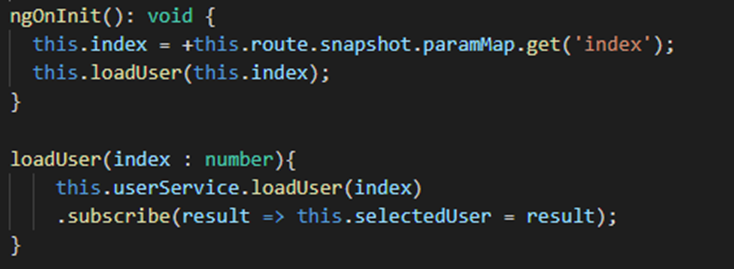 ngOnInit(): void {
  this.index = +this.route.snapshot.paramMap.get('index');
  this.loadUser(this.index);
}

loadUser(index : number){
    this.userService.loadUser(index)
    .subscribe(result => this.selectedUser = result);
}